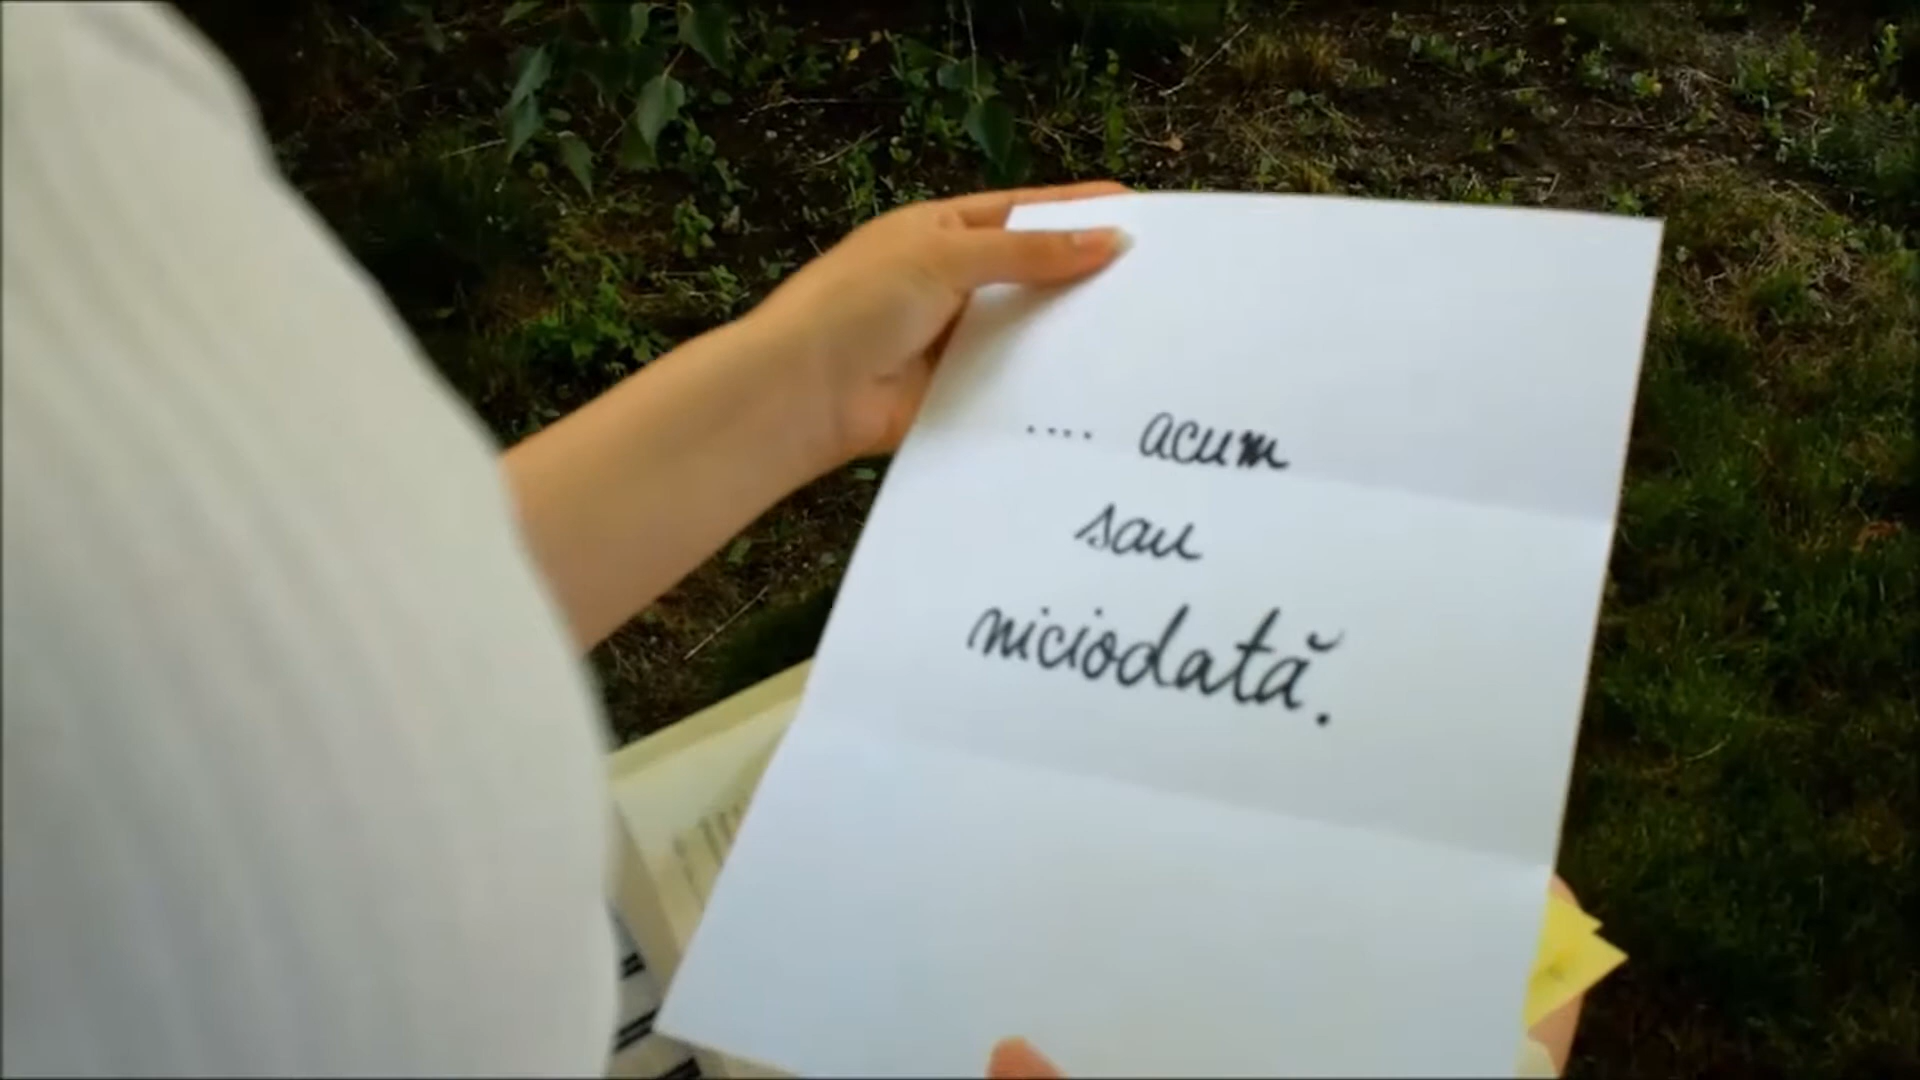 .... acum
sau
niciodată.